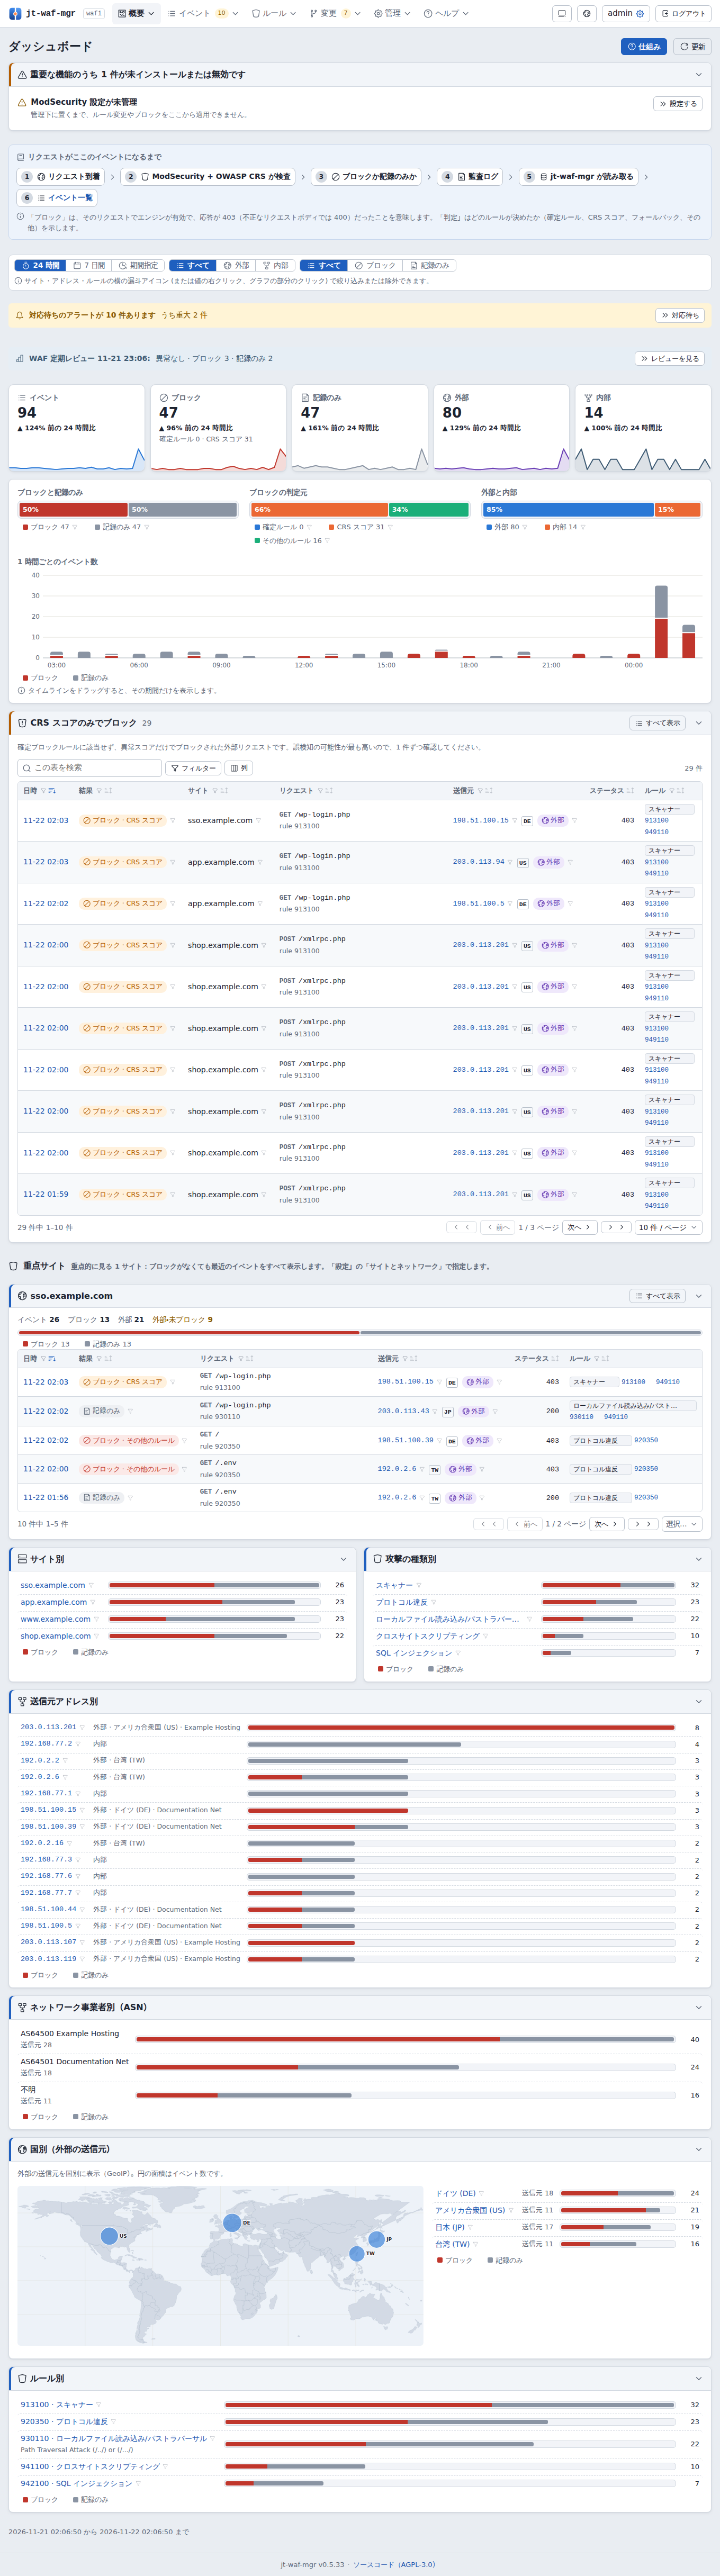 jt-waf-mgr waf1 概要 イベント 10 ルール 変更 7 管理 ヘルプ admin ログアウト
ダッシュボード 仕組み 更新
重要な機能のうち 1 件が未インストールまたは無効です
ModSecurity 設定が未管理
管理下に置くまで、ルール変更やブロックをここから適用できません。
設定する
リクエストがここのイベントになるまで
1 リクエスト到着 2 ModSecurity + OWASP CRS が検査 3 ブロックか記録のみか 4 監査ログ 5 jt-waf-mgr が読み取る
6 イベント一覧
「ブロック」は、そのリクエストでエンジンが有効で、応答が 403（不正なリクエストボディでは 400）だったことを意味します。「判定」はどのルールが決めたか（確定ルール、CRS スコア、フォールバック、その
他）を示します。
24 時間 7 日間 期間指定 すべて 外部 内部 すべて ブロック 記録のみ
サイト・アドレス・ルールの横の漏斗アイコン (または値の右クリック、グラフの部分のクリック) で絞り込みまたは除外できます。
対応待ちのアラートが 10 件あります うち重大 2 件 対応待ち
WAF 定期レビュー 11-21 23:06: 異常なし · ブロック 3 · 記録のみ 2 レビューを見る
イベント
94
▲ 124% 前の 24 時間比
ブロック
47
▲ 96% 前の 24 時間比
確定ルール 0 · CRS スコア 31
記録のみ
47
▲ 161% 前の 24 時間比
外部
80
▲ 129% 前の 24 時間比
内部
14
▲ 100% 前の 24 時間比
ブロックと記録のみ
50% 50%
ブロック 47 記録のみ 47
ブロックの判定元
66% 34%
確定ルール 0 CRS スコア 31
その他のルール 16
外部と内部
85% 15%
外部 80 内部 14
1 時間ごとのイベント数
40
30
20
10
0
03:00 06:00 09:00 12:00 15:00 18:00 21:00 00:00
ブロック 記録のみ
タイムラインをドラッグすると、その期間だけを表示します。
CRS スコアのみでブロック 29 すべて表示
確定ブロックルールに該当せず、異常スコアだけでブロックされた外部リクエストです。誤検知の可能性が最も高いので、1 件ずつ確認してください。
この表を検索 フィルター 列 29 件
日時 結果 サイト リクエスト 送信元 ステータス ルール
11-22 02:03 ブロック · CRS スコア sso.example.com GET /wp-login.php rule 913100 198.51.100.15 DE 外部 403 スキャナー 913100 949110
11-22 02:03 ブロック · CRS スコア app.example.com GET /wp-login.php rule 913100 203.0.113.94 US 外部 403 スキャナー 913100 949110
11-22 02:02 ブロック · CRS スコア app.example.com GET /wp-login.php rule 913100 198.51.100.5 DE 外部 403 スキャナー 913100 949110
11-22 02:00 ブロック · CRS スコア shop.example.com POST /xmlrpc.php rule 913100 203.0.113.201 US 外部 403 スキャナー 913100 949110
11-22 02:00 ブロック · CRS スコア shop.example.com POST /xmlrpc.php rule 913100 203.0.113.201 US 外部 403 スキャナー 913100 949110
11-22 02:00 ブロック · CRS スコア shop.example.com POST /xmlrpc.php rule 913100 203.0.113.201 US 外部 403 スキャナー 913100 949110
11-22 02:00 ブロック · CRS スコア shop.example.com POST /xmlrpc.php rule 913100 203.0.113.201 US 外部 403 スキャナー 913100 949110
11-22 02:00 ブロック · CRS スコア shop.example.com POST /xmlrpc.php rule 913100 203.0.113.201 US 外部 403 スキャナー 913100 949110
11-22 02:00 ブロック · CRS スコア shop.example.com POST /xmlrpc.php rule 913100 203.0.113.201 US 外部 403 スキャナー 913100 949110
11-22 01:59 ブロック · CRS スコア shop.example.com POST /xmlrpc.php rule 913100 203.0.113.201 US 外部 403 スキャナー 913100 949110
29 件中 1–10 件 前へ 1 / 3 ページ 次へ 10 件 / ページ
重点サイト 重点的に見る 1 サイト：ブロックがなくても最近のイベントをすべて表示します。「設定」の「サイトとネットワーク」で指定します。
sso.example.com すべて表示
イベント 26 ブロック 13 外部 21 外部·未ブロック 9
ブロック 13 記録のみ 13
日時 結果 リクエスト 送信元 ステータス ルール
11-22 02:03 ブロック · CRS スコア GET /wp-login.php rule 913100 198.51.100.15 DE 外部 403 スキャナー 913100 949110
11-22 02:02 記録のみ GET /wp-login.php rule 930110 203.0.113.43 JP 外部 200 ローカルファイル読み込み/パスト… 930110 949110
11-22 02:02 ブロック · その他のルール GET / rule 920350 198.51.100.39 DE 外部 403 プロトコル違反 920350
11-22 02:00 ブロック · その他のルール GET /.env rule 920350 192.0.2.6 TW 外部 403 プロトコル違反 920350
11-22 01:56 記録のみ GET /.env rule 920350 192.0.2.6 TW 外部 200 プロトコル違反 920350
10 件中 1–5 件 前へ 1 / 2 ページ 次へ 選択…
サイト別
sso.example.com 26
app.example.com 23
www.example.com 23
shop.example.com 22
ブロック 記録のみ
攻撃の種類別
スキャナー 32
プロトコル違反 23
ローカルファイル読み込み/パストラバー… 22
クロスサイトスクリプティング 10
SQL インジェクション 7
ブロック 記録のみ
送信元アドレス別
203.0.113.201 外部 · アメリカ合衆国 (US) · Example Hosting 8
192.168.77.2 内部 4
192.0.2.2 外部 · 台湾 (TW) 3
192.0.2.6 外部 · 台湾 (TW) 3
192.168.77.1 内部 3
198.51.100.15 外部 · ドイツ (DE) · Documentation Net 3
198.51.100.39 外部 · ドイツ (DE) · Documentation Net 3
192.0.2.16 外部 · 台湾 (TW) 2
192.168.77.3 内部 2
192.168.77.6 内部 2
192.168.77.7 内部 2
198.51.100.44 外部 · ドイツ (DE) · Documentation Net 2
198.51.100.5 外部 · ドイツ (DE) · Documentation Net 2
203.0.113.107 外部 · アメリカ合衆国 (US) · Example Hosting 2
203.0.113.119 外部 · アメリカ合衆国 (US) · Example Hosting 2
ブロック 記録のみ
ネットワーク事業者別（ASN）
AS64500 Example Hosting 40
送信元 28
AS64501 Documentation Net 24
送信元 18
不明 16
送信元 11
ブロック 記録のみ
国別（外部の送信元）
外部の送信元を国別に表示（GeoIP）。円の面積はイベント数です。
US DE JP TW
ドイツ (DE) 送信元 18 24
アメリカ合衆国 (US) 送信元 11 21
日本 (JP) 送信元 17 19
台湾 (TW) 送信元 11 16
ブロック 記録のみ
ルール別
913100 · スキャナー 32
920350 · プロトコル違反 23
930110 · ローカルファイル読み込み/パストラバーサル 22
Path Traversal Attack (/../) or (/.../)
941100 · クロスサイトスクリプティング 10
942100 · SQL インジェクション 7
ブロック 記録のみ
2026-11-21 02:06:50 から 2026-11-22 02:06:50 まで
jt-waf-mgr v0.5.33 · ソースコード（AGPL-3.0）